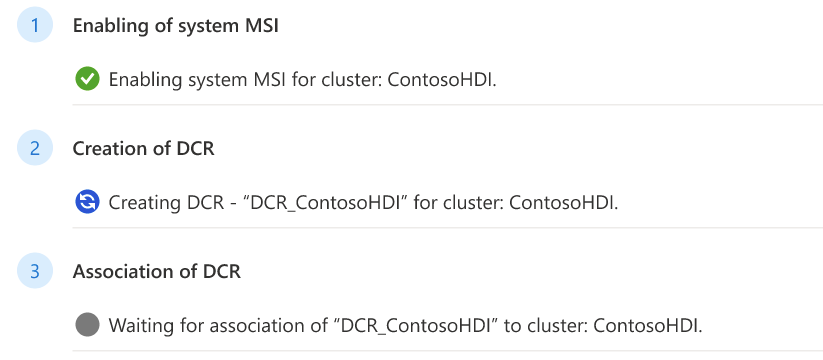 1 Enabling of system MSI
Enabling system MSI for cluster: ContosoHDI.
2 Creation of DCR
Creating DCR - “DCR_ContosoHDI” for cluster: ContosoHDI.
3 Association of DCR
Waiting for association of “DCR_ContosoHDI” to cluster: ContosoHDI.